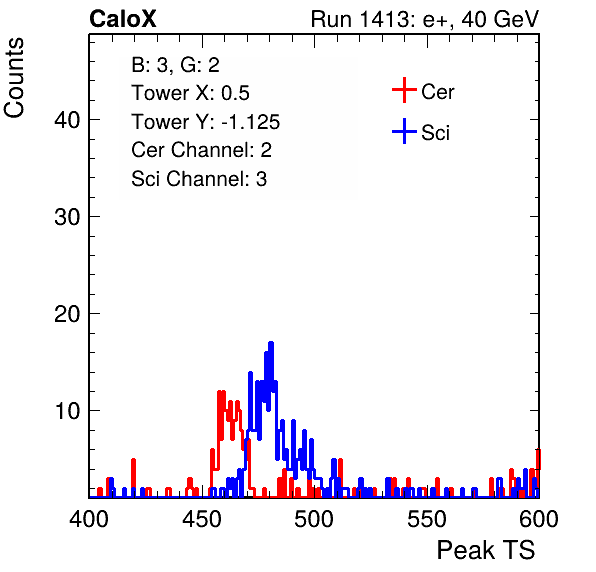 CaloX Run 1413: e+, 40 GeV
Counts
B: 3, G: 2
Tower X: 0.5
Tower Y: -1.125
Cer Channel: 2
Sci Channel: 3
Cer
Sci
40
30
20
10
400 450 500 550 600
Peak TS